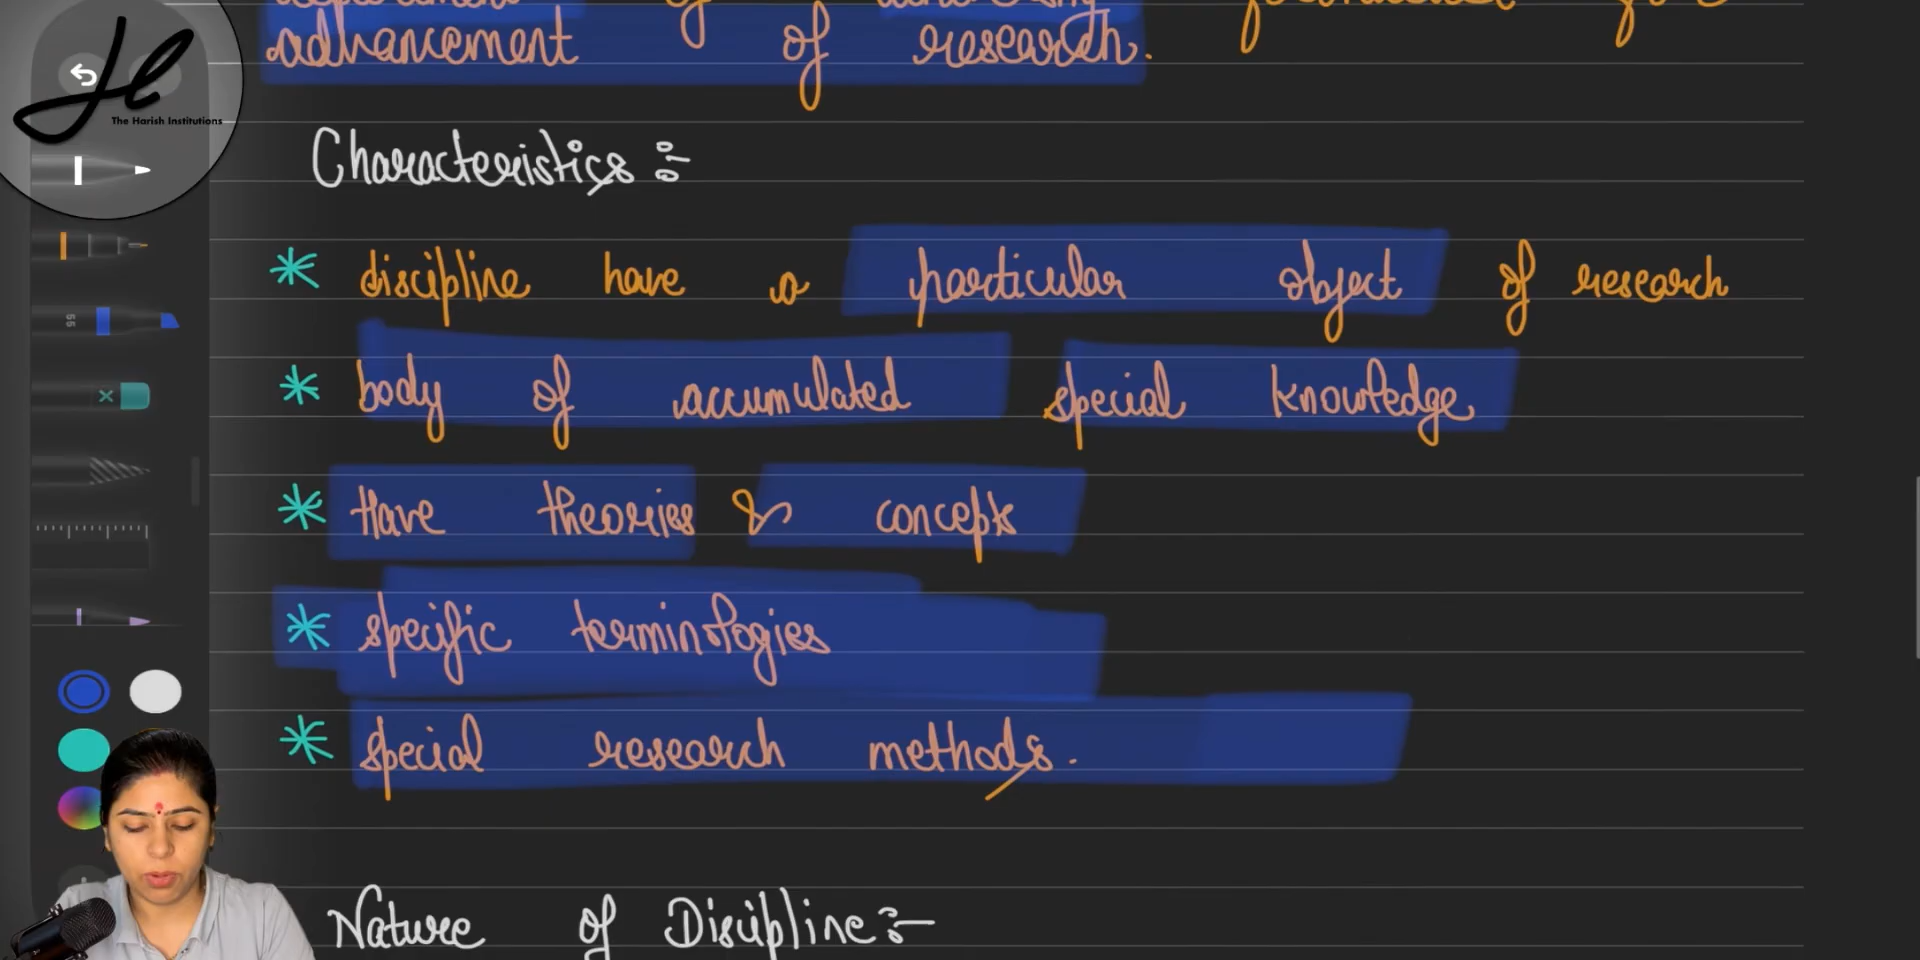 advancement of research.
The Harish Institutions
Characteristics :-
* discipline have a particular object of research
* body of accumulated special knowledge
* Have theories & concepts
* specific terminologies
* special research methods.
Nature of Discipline :-